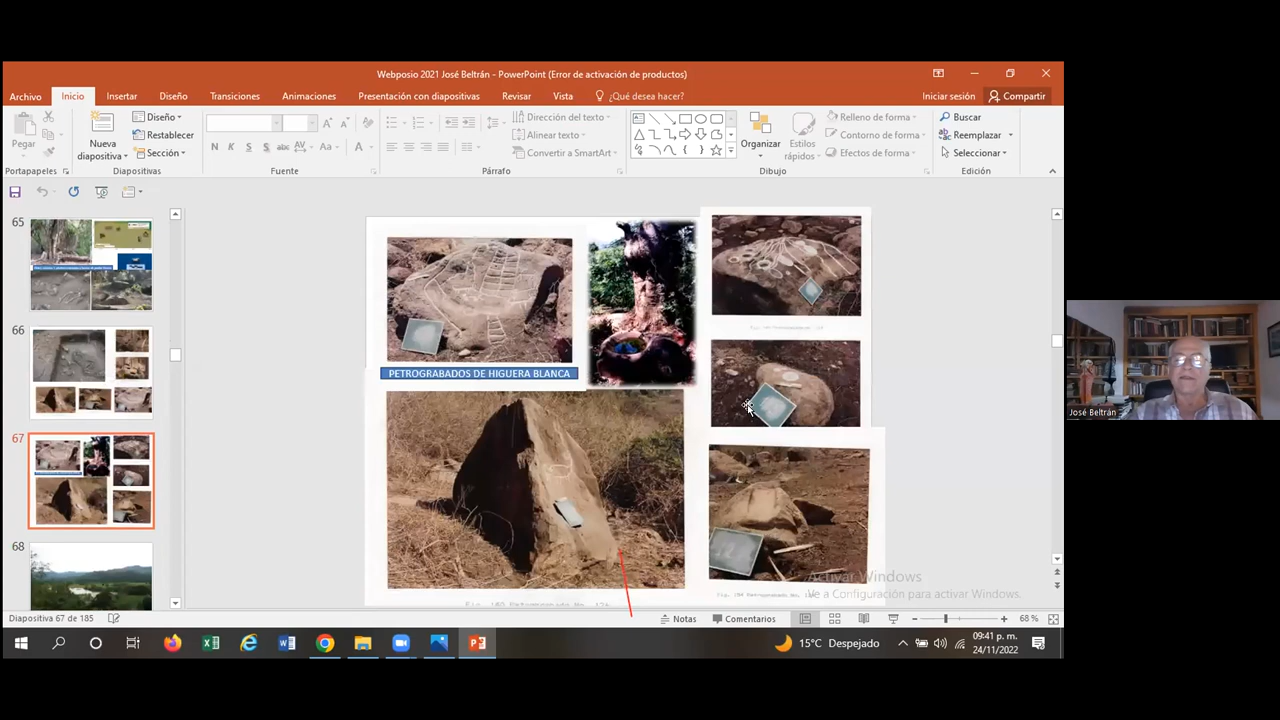 Webposio 2021 José Beltrán - PowerPoint (Error de activación de productos)
Archivo Inicio Insertar Diseño Transiciones Animaciones Presentación con diapositivas Revisar Vista ¿Qué desea hacer? Iniciar sesión Compartir
Pegar
Nueva diapositiva
Diseño
Restablecer
Sección
N K S S abc AV Aa A
Dirección del texto
Alinear texto
Convertir a SmartArt
Organizar
Estilos rápidos
Relleno de forma
Contorno de forma
Efectos de forma
Buscar
Reemplazar
Seleccionar
Portapapeles Diapositivas Fuente Párrafo Dibujo Edición
65
66
67
68
PETROGRABADOS DE HIGUERA BLANCA
José Beltrán
Activar Windows
Ve a Configuración para activar Windows.
Diapositiva 67 de 185 Notas Comentarios 68 %
15°C Despejado
09:41 p. m.
24/11/2022